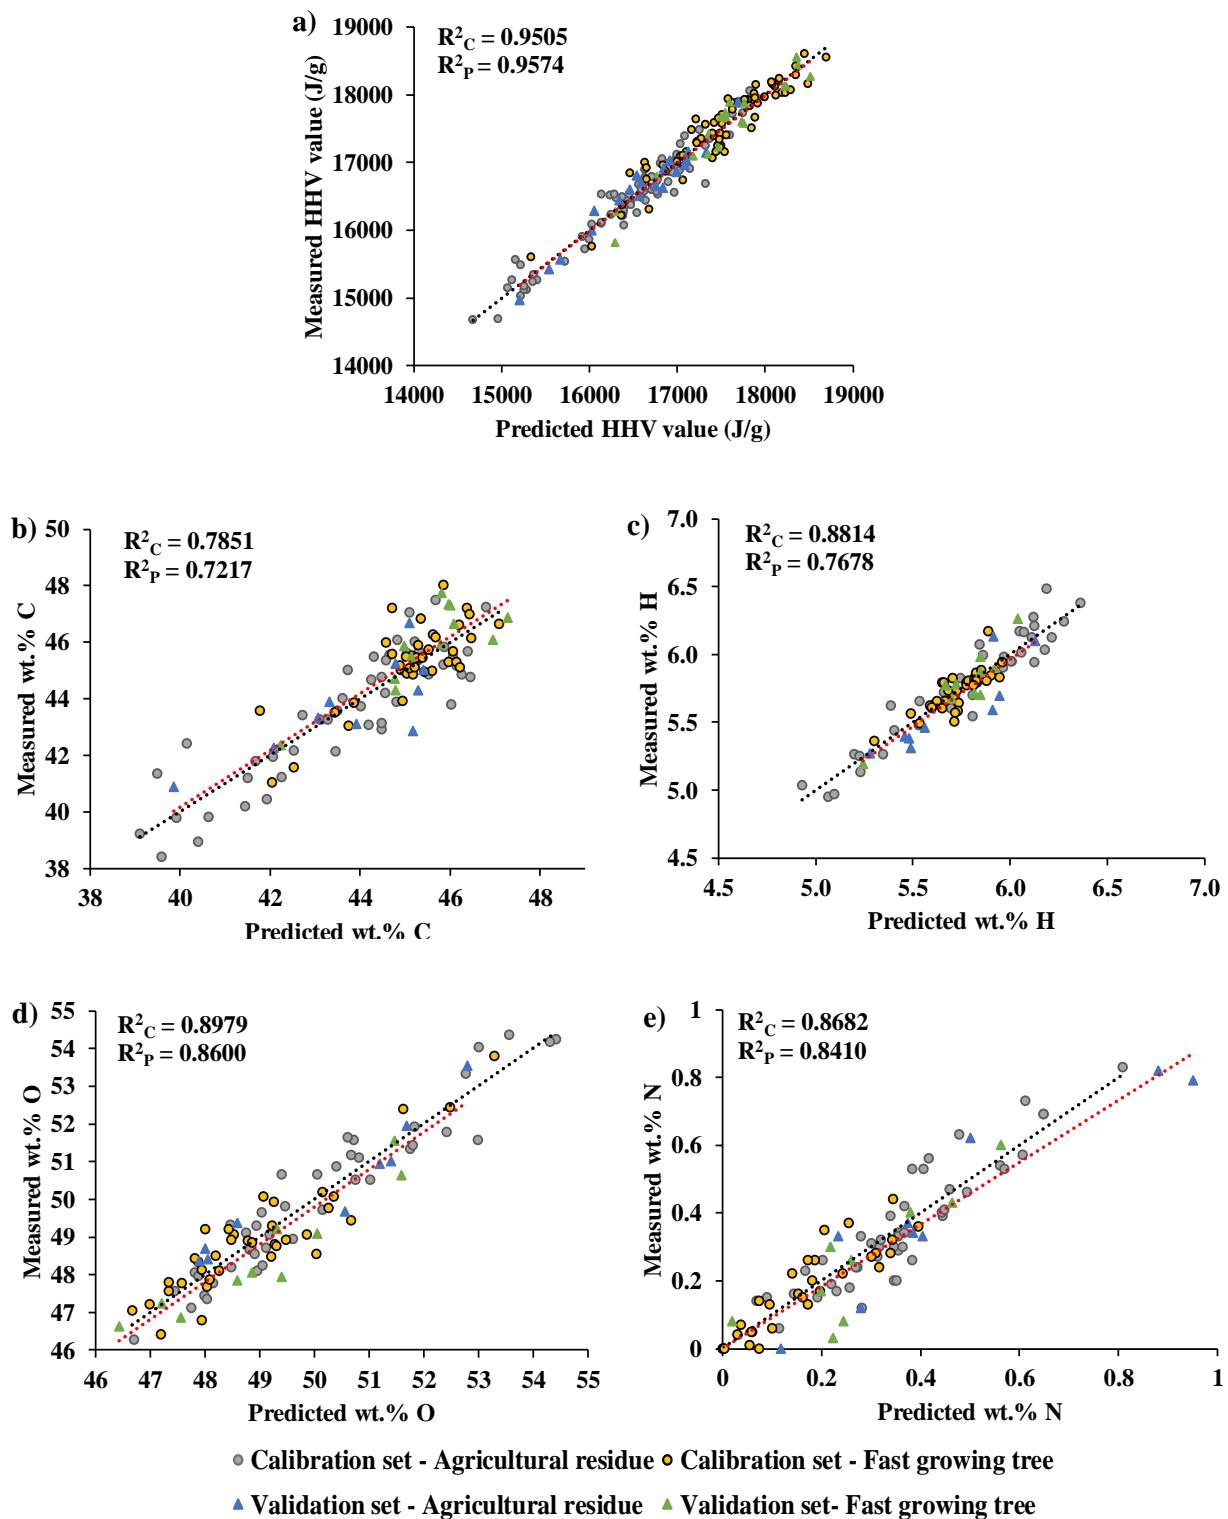 a)
R²C = 0.9505
R²P = 0.9574
Measured HHV value (J/g)
19000
18000
17000
16000
15000
14000
14000 15000 16000 17000 18000 19000
Predicted HHV value (J/g)
b)
R²C = 0.7851
R²P = 0.7217
Measured wt.% C
50
48
46
44
42
40
38
38 40 42 44 46 48
Predicted wt.% C
c)
R²C = 0.8814
R²P = 0.7678
Measured wt.% H
7.0
6.5
6.0
5.5
5.0
4.5
4.5 5.0 5.5 6.0 6.5 7.0
Predicted wt.% H
d)
R²C = 0.8979
R²P = 0.8600
Measured wt.% O
55
54
53
52
51
50
49
48
47
46
46 47 48 49 50 51 52 53 54 55
Predicted wt.% O
e)
R²C = 0.8682
R²P = 0.8410
Measured wt.% N
1
0.8
0.6
0.4
0.2
0
0 0.2 0.4 0.6 0.8 1
Predicted wt.% N
Calibration set - Agricultural residue Calibration set - Fast growing tree
Validation set - Agricultural residue Validation set- Fast growing tree